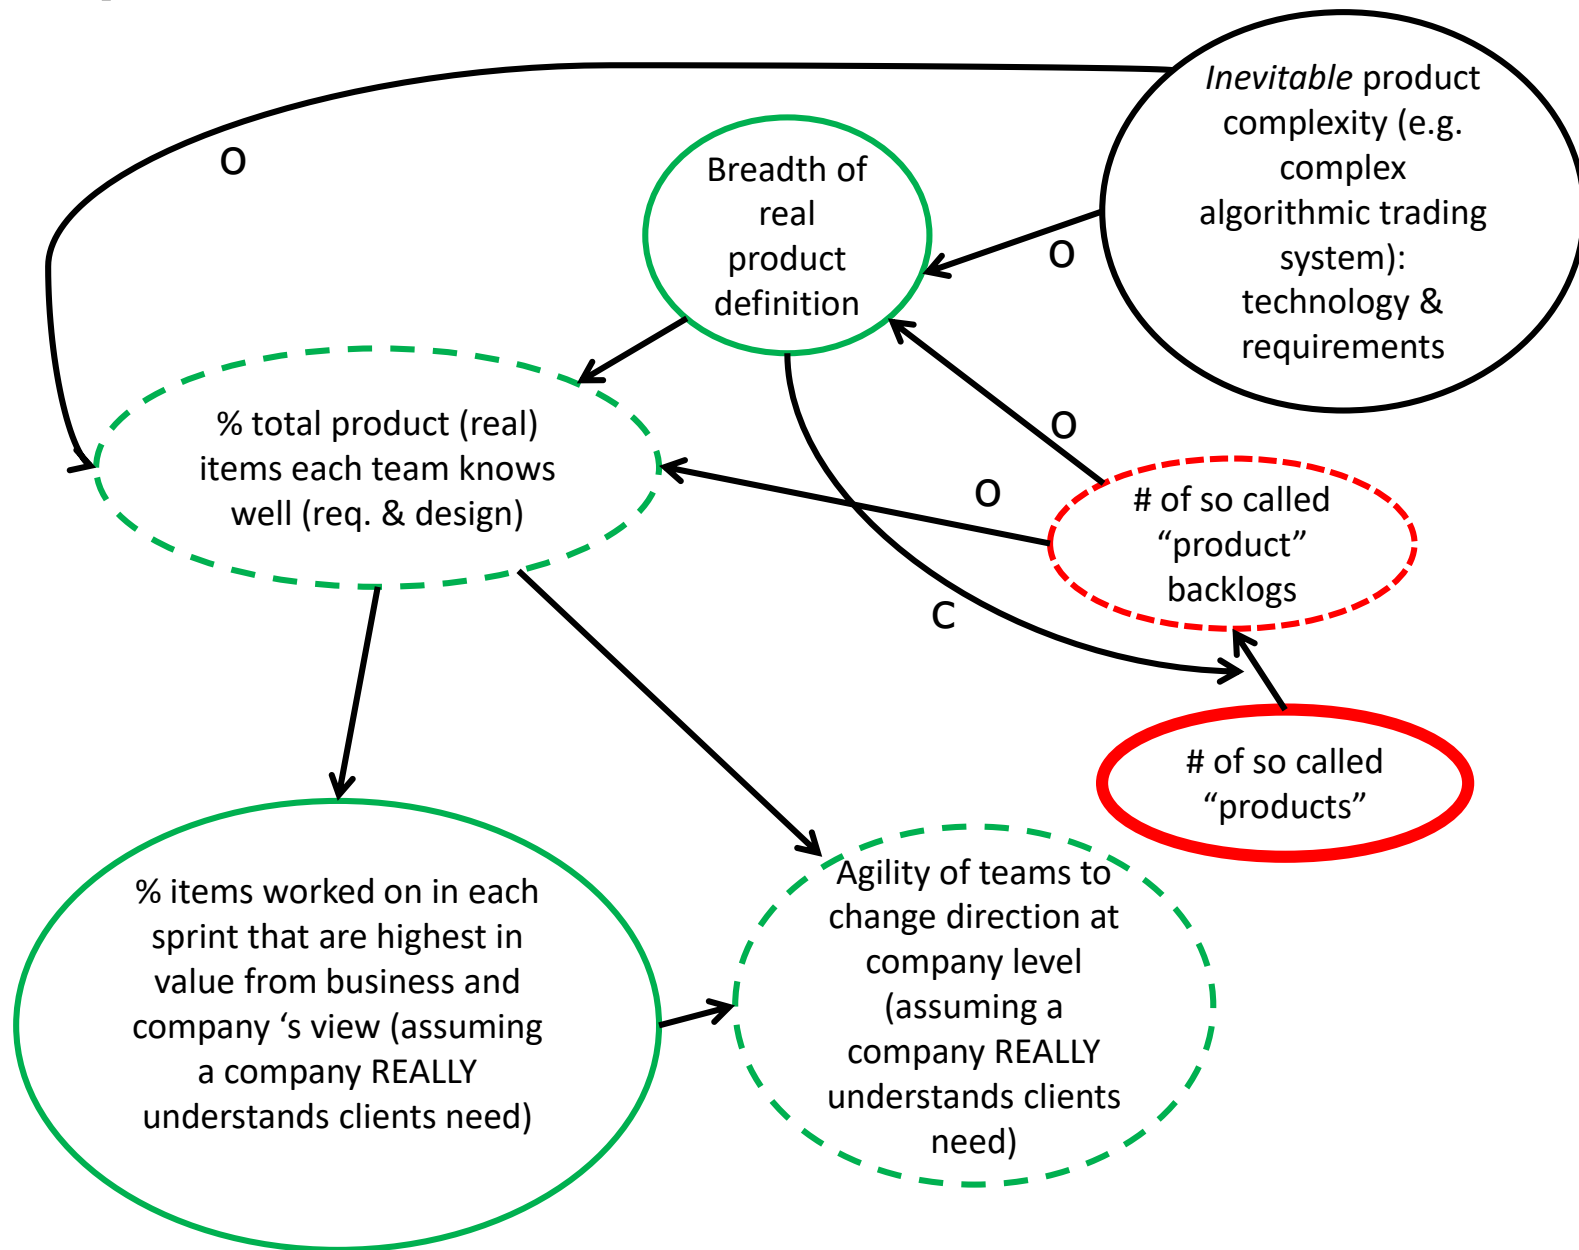 Inevitable product
complexity (e.g.
complex
algorithmic trading
system):
technology &
requirements
O
Breadth of
real
product
definition
O
% total product (real)
items each team knows
well (req. & design)
O
O
# of so called
“product”
backlogs
C
# of so called
“products”
% items worked on in each
sprint that are highest in
value from business and
company ‘s view (assuming
a company REALLY
understands clients need)
Agility of teams to
change direction at
company level
(assuming a
company REALLY
understands clients
need)